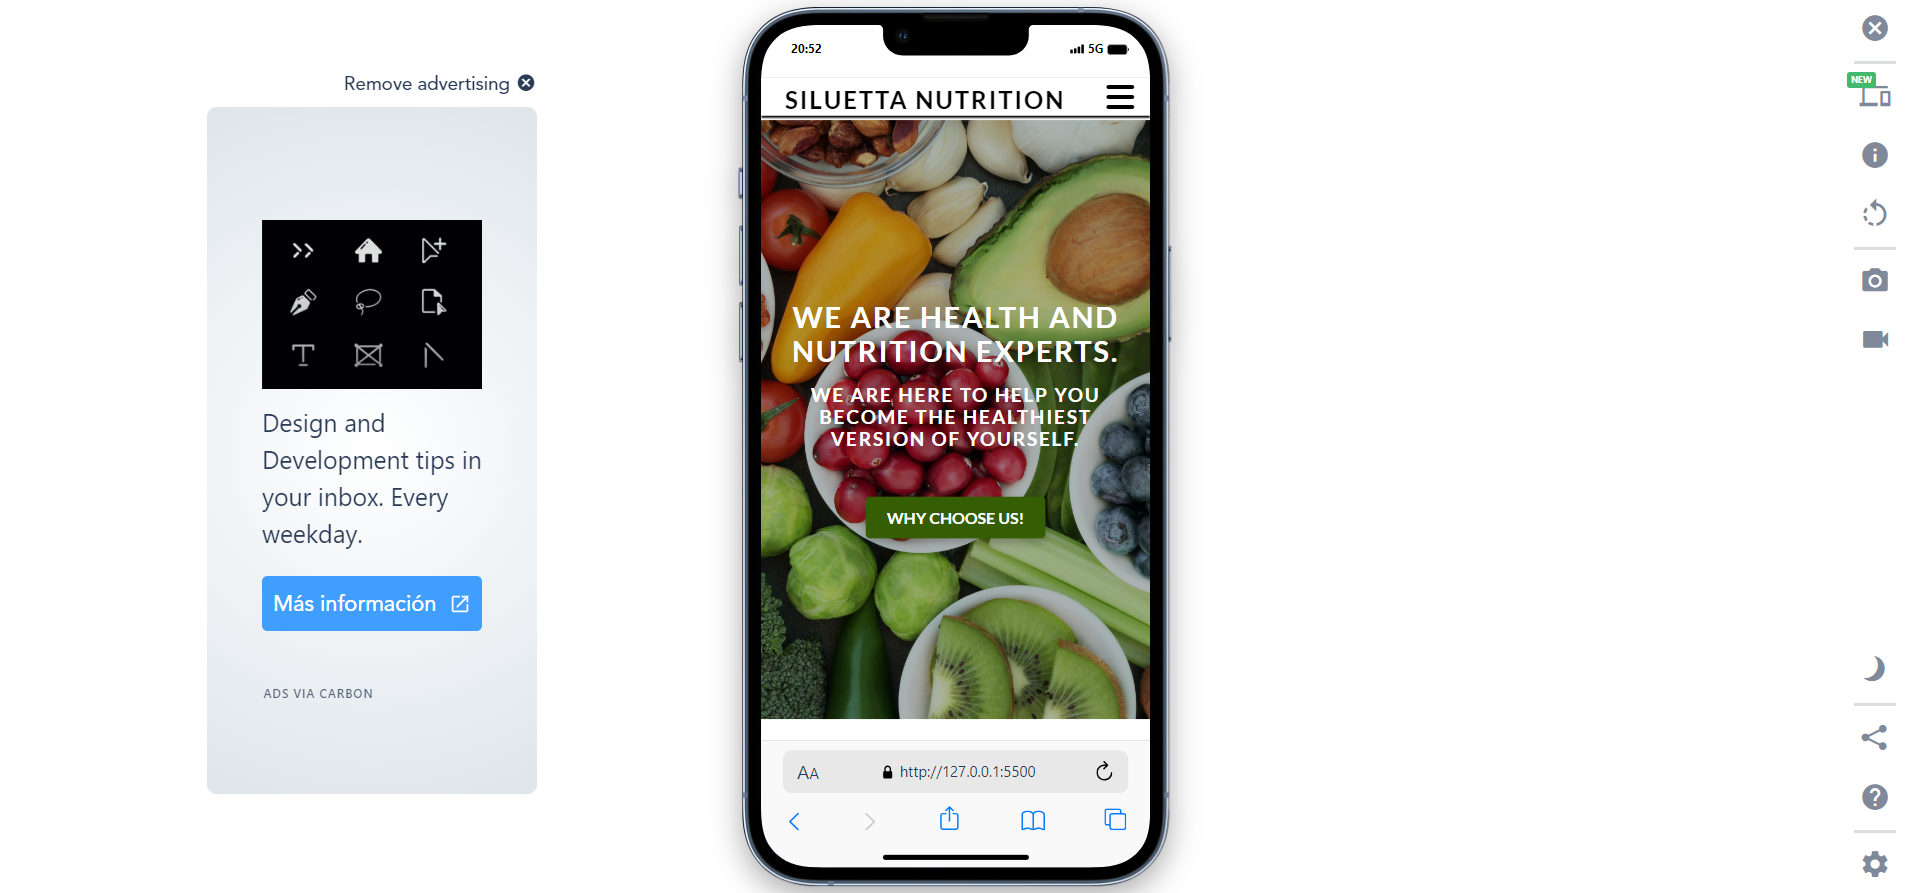 Remove advertising
Design and
Development tips in
your inbox. Every
weekday.
Más información
ADS VIA CARBON
20:52
5G
SILUETTA NUTRITION
WE ARE HEALTH AND
NUTRITION EXPERTS.
WE ARE HERE TO HELP YOU
BECOME THE HEALTHIEST
VERSION OF YOURSELF.
WHY CHOOSE US!
AA
http://127.0.0.1:5500
NEW